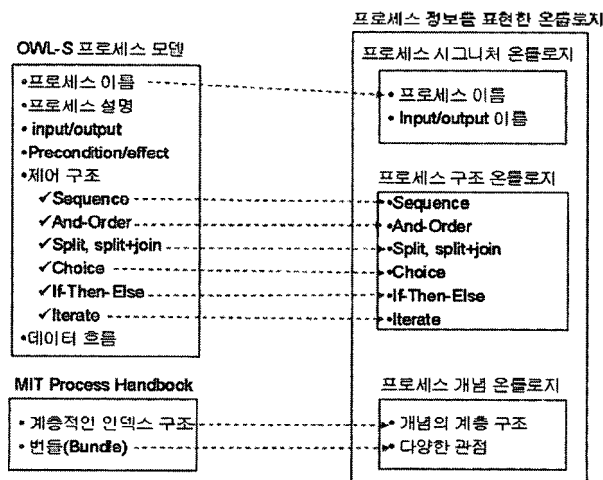 OWL-S 프로세스 모델
•프로세스 이름
•프로세스 설명
• input/output
•Precondition/effect
•제어 구조
✓Sequence
✓And-Order
✓Split, split+join
✓Choice
✓If-Then-Else
✓Iterate
•데이터 흐름
MIT Process Handbook
• 계층적인 인덱스 구조
• 번들(Bundle)
프로세스 정보를 표현한 온톨로지
프로세스 시그니처 온톨로지
• 프로세스 이름
• Input/output 이름
프로세스 구조 온톨로지
•Sequence
•And-Order
•Split, split+join
•Choice
•If-Then-Else
•Iterate
프로세스 개념 온톨로지
• 개념의 계층 구조
• 다양한 관점